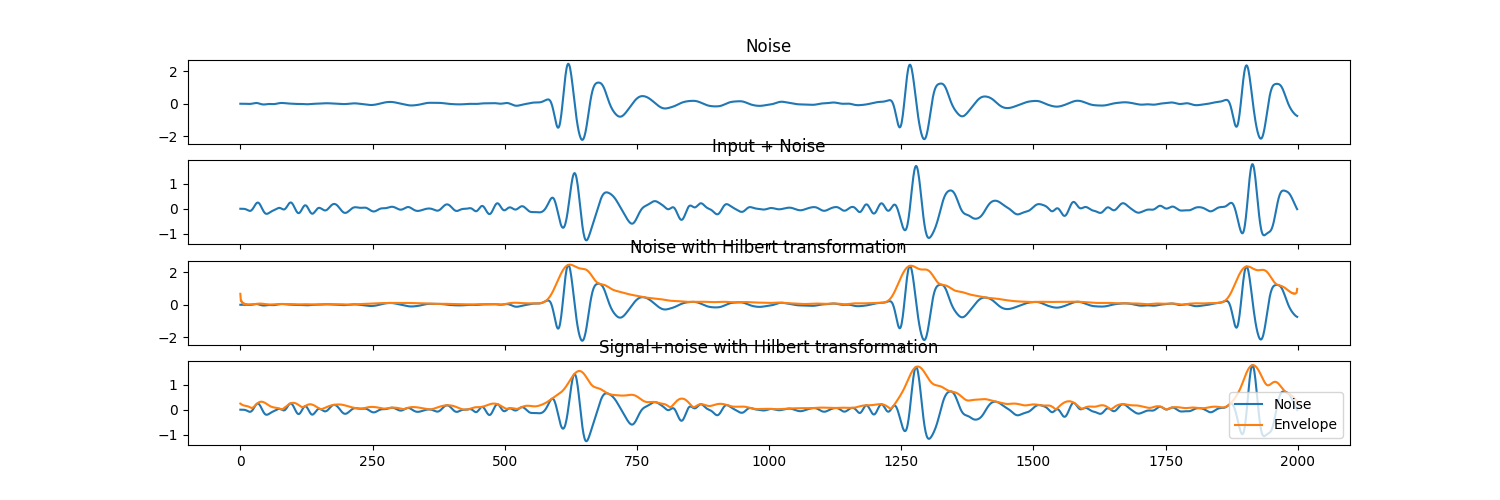 Noise
2
0
−2
Input + Noise
1
0
−1
Noise with Hilbert transformation
2
0
−2
Signal+noise with Hilbert transformation
1
0
−1
Noise
Envelope
0 250 500 750 1000 1250 1500 1750 2000